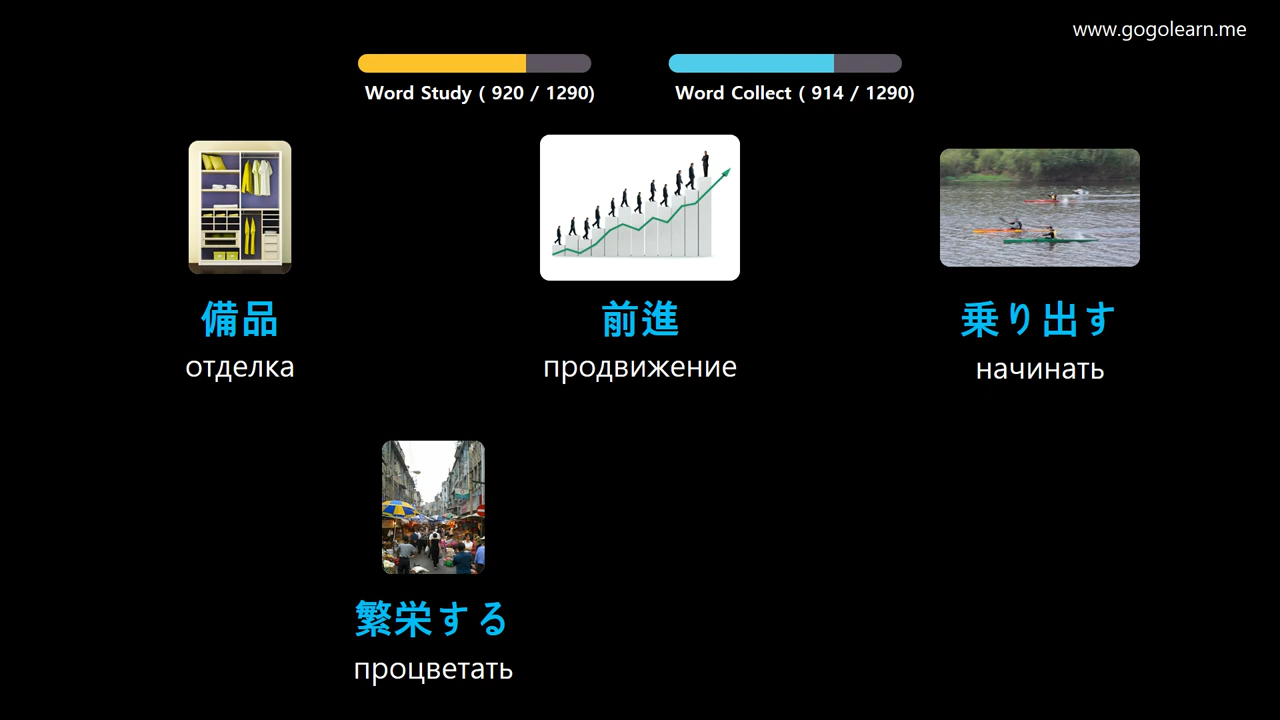 www.gogolearn.me
Word Study ( 920 / 1290)
Word Collect ( 914 / 1290)
備品
отделка
前進
продвижение
乗り出す
начинать
繁栄する
процветать